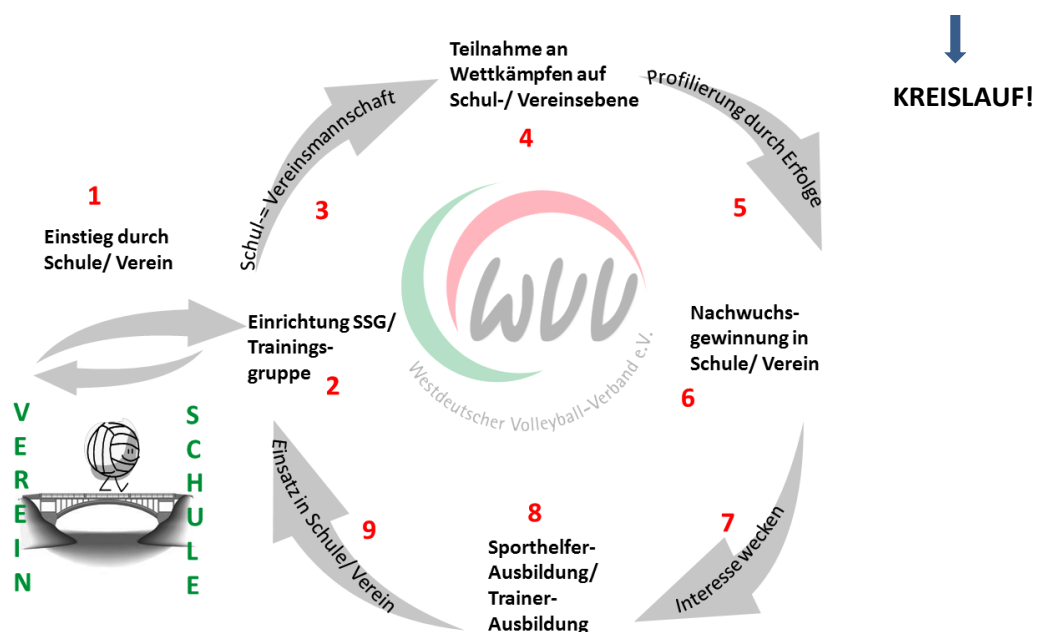 KREISLAUF!
1
Einstieg durch
Schule/ Verein
2
Einrichtung SSG/
Trainings-
gruppe
3
Schul-= Vereinsmannschaft
4
Teilnahme an
Wettkämpfen auf
Schul-/ Vereinsebene
5
Profilierung durch Erfolge
6
Nachwuchs-
gewinnung in
Schule/ Verein
7
Interesse wecken
8
Sporthelfer-
Ausbildung/
Trainer-
Ausbildung
9
Einsatz in Schule/ Verein
VEREIN
SCHULE
WVV
Westdeutscher Volleyball-Verband e.V.